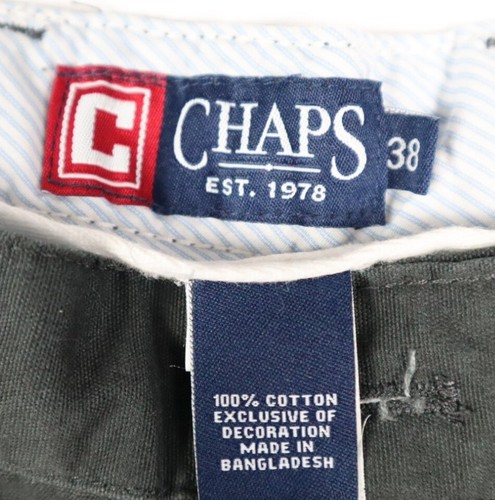 C
CHAPS
EST. 1978
38
100% COTTON
EXCLUSIVE OF
DECORATION
MADE IN
BANGLADESH